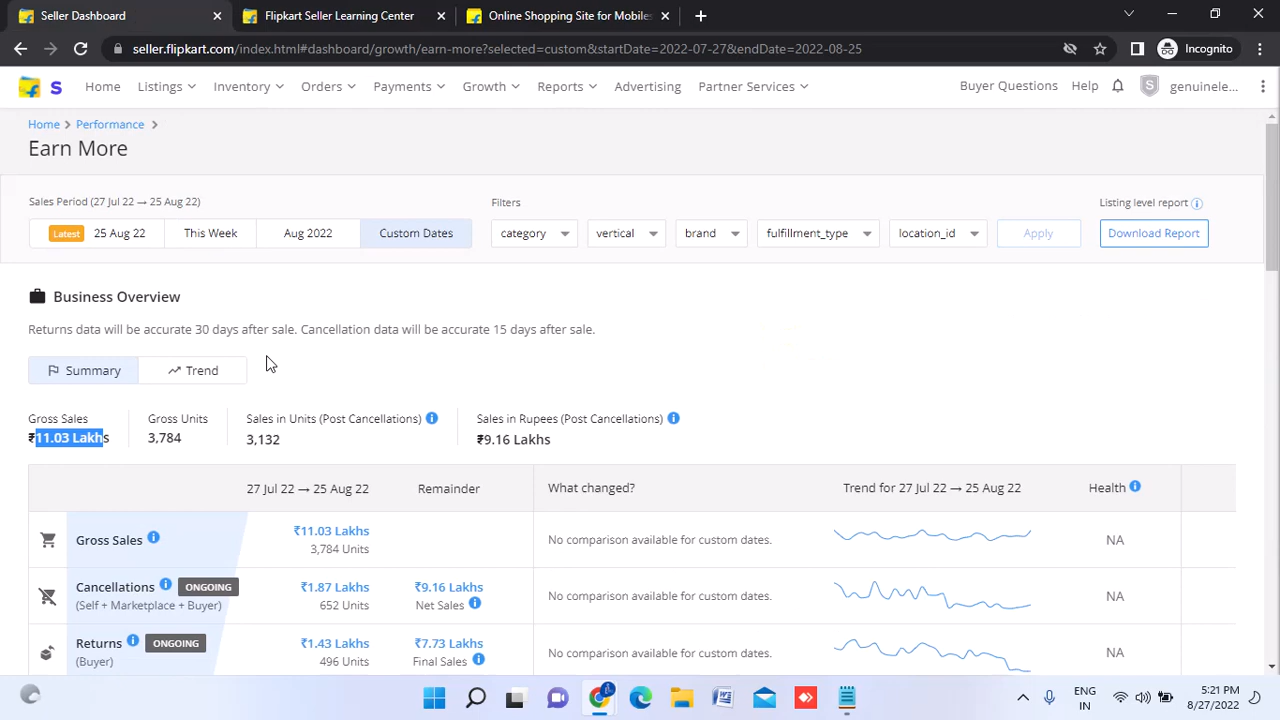 Seller Dashboard
Flipkart Seller Learning Center
Online Shopping Site for Mobiles
seller.flipkart.com/index.html#dashboard/growth/earn-more?selected=custom&startDate=2022-07-27&endDate=2022-08-25
Incognito
S Home Listings Inventory Orders Payments Growth Reports Advertising Partner Services Buyer Questions Help S genuinele...
Home > Performance >
Earn More
Sales Period (27 Jul 22 → 25 Aug 22) Filters Listing level report
Latest 25 Aug 22 This Week Aug 2022 Custom Dates category vertical brand fulfillment_type location_id Apply Download Report
Business Overview
Returns data will be accurate 30 days after sale. Cancellation data will be accurate 15 days after sale.
Summary Trend
Gross Sales Gross Units Sales in Units (Post Cancellations) Sales in Rupees (Post Cancellations)
₹11.03 Lakhs 3,784 3,132 ₹9.16 Lakhs
27 Jul 22 → 25 Aug 22 Remainder What changed? Trend for 27 Jul 22 → 25 Aug 22 Health
Gross Sales ₹11.03 Lakhs 3,784 Units No comparison available for custom dates. NA
Cancellations ONGOING ₹1.87 Lakhs ₹9.16 Lakhs No comparison available for custom dates. NA
(Self + Marketplace + Buyer) 652 Units Net Sales
Returns ONGOING ₹1.43 Lakhs ₹7.73 Lakhs No comparison available for custom dates. NA
(Buyer) 496 Units Final Sales
ENG
IN
5:21 PM
8/27/2022